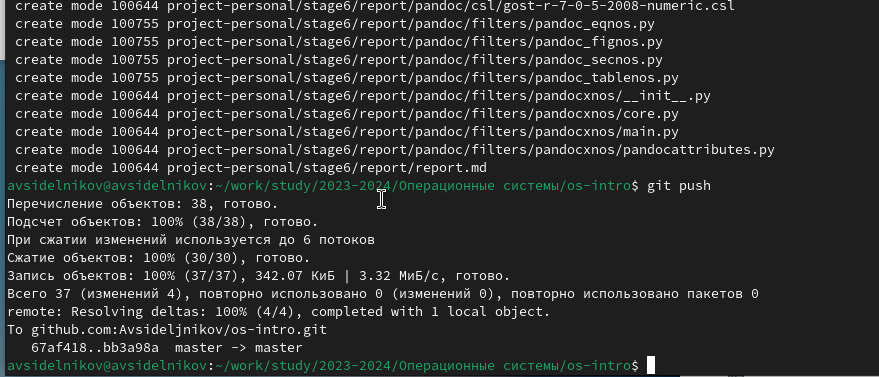 create mode 100644 project-personal/stage6/report/pandoc/csl/gost-r-7-0-5-2008-numeric.csl
create mode 100755 project-personal/stage6/report/pandoc/filters/pandoc_eqnos.py
create mode 100755 project-personal/stage6/report/pandoc/filters/pandoc_fignos.py
create mode 100755 project-personal/stage6/report/pandoc/filters/pandoc_secnos.py
create mode 100755 project-personal/stage6/report/pandoc/filters/pandoc_tablenos.py
create mode 100644 project-personal/stage6/report/pandoc/filters/pandocxnos/__init__.py
create mode 100644 project-personal/stage6/report/pandoc/filters/pandocxnos/core.py
create mode 100644 project-personal/stage6/report/pandoc/filters/pandocxnos/main.py
create mode 100644 project-personal/stage6/report/pandoc/filters/pandocxnos/pandocattributes.py
create mode 100644 project-personal/stage6/report/report.md
avsidelnikov@avsidelnikov:~/work/study/2023-2024/Операционные системы/os-intro$ git push
Перечисление объектов: 38, готово.
Подсчет объектов: 100% (38/38), готово.
При сжатии изменений используется до 6 потоков
Сжатие объектов: 100% (30/30), готово.
Запись объектов: 100% (37/37), 342.07 КиБ | 3.32 МиБ/с, готово.
Всего 37 (изменений 4), повторно использовано 0 (изменений 0), повторно использовано пакетов 0
remote: Resolving deltas: 100% (4/4), completed with 1 local object.
To github.com:Avsideljnikov/os-intro.git
67af418..bb3a98a  master -> master
avsidelnikov@avsidelnikov:~/work/study/2023-2024/Операционные системы/os-intro$